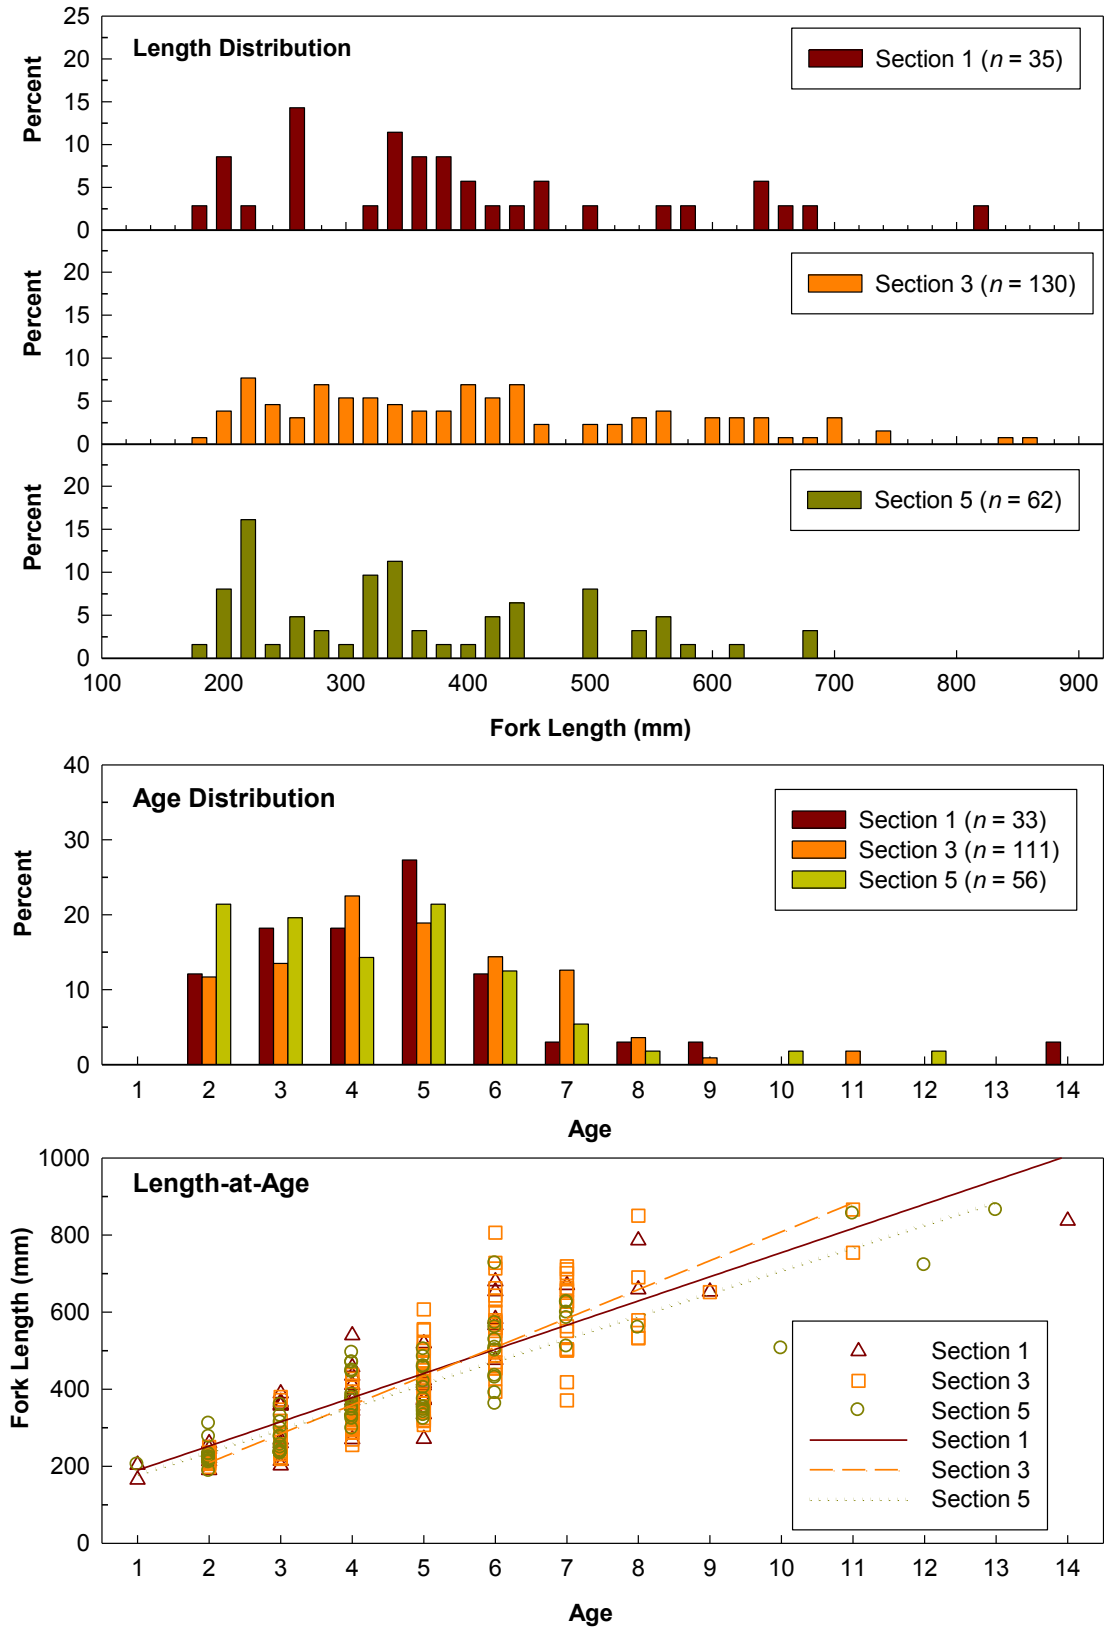 Length Distribution
Section 1 (n = 35)
Percent
25
20
15
10
5
0
Section 3 (n = 130)
Percent
20
15
10
5
0
Section 5 (n = 62)
Percent
20
15
10
5
0
100 200 300 400 500 600 700 800 900
Fork Length (mm)
Age Distribution
Section 1 (n = 33)
Section 3 (n = 111)
Section 5 (n = 56)
Percent
40
30
20
10
0
1 2 3 4 5 6 7 8 9 10 11 12 13 14
Age
Length-at-Age
Fork Length (mm)
1000
800
600
400
200
0
Section 1
Section 3
Section 5
Section 1
Section 3
Section 5
1 2 3 4 5 6 7 8 9 10 11 12 13 14
Age